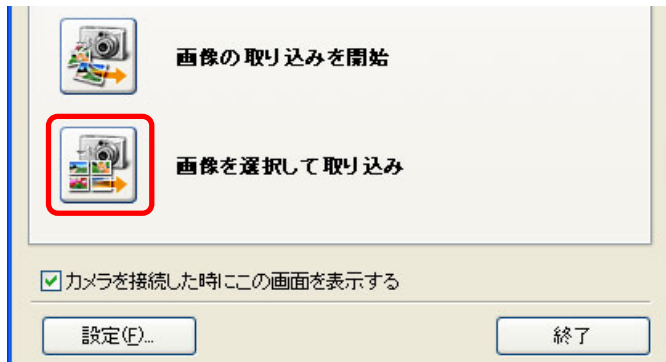 画像の取り込みを開始
画像を選択して取り込み
カメラを接続した時にこの画面を表示する
設定(F)...
終了